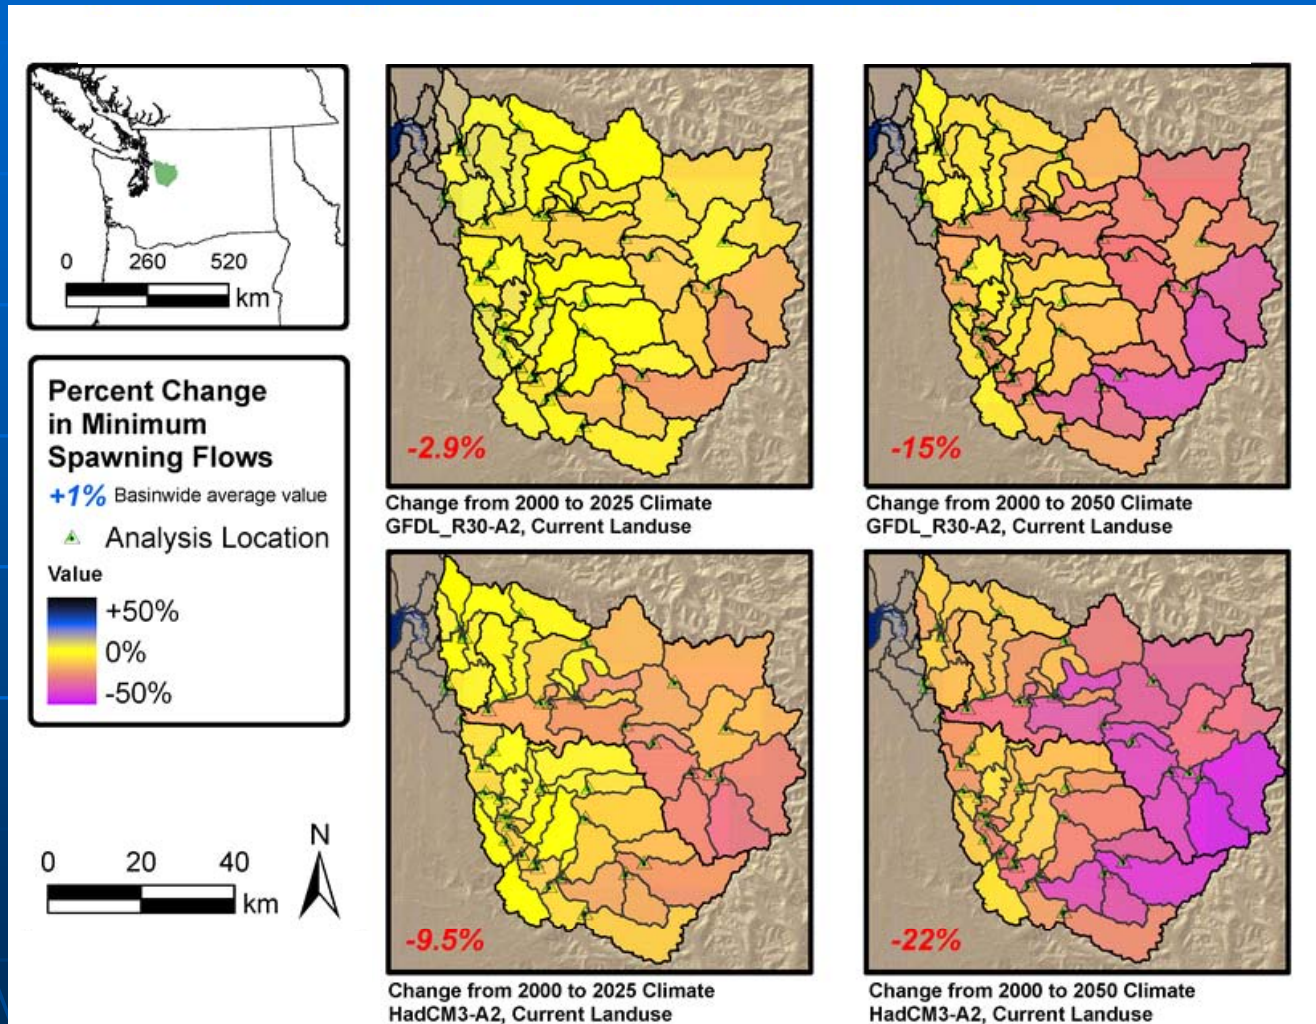 0 260 520
km
Percent Change
in Minimum
Spawning Flows
+1% Basinwide average value
Analysis Location
Value
+50%
0%
-50%
N
0 20 40
km
-2.9%
Change from 2000 to 2025 Climate
GFDL_R30-A2, Current Landuse
-15%
Change from 2000 to 2050 Climate
GFDL_R30-A2, Current Landuse
-9.5%
Change from 2000 to 2025 Climate
HadCM3-A2, Current Landuse
-22%
Change from 2000 to 2050 Climate
HadCM3-A2, Current Landuse